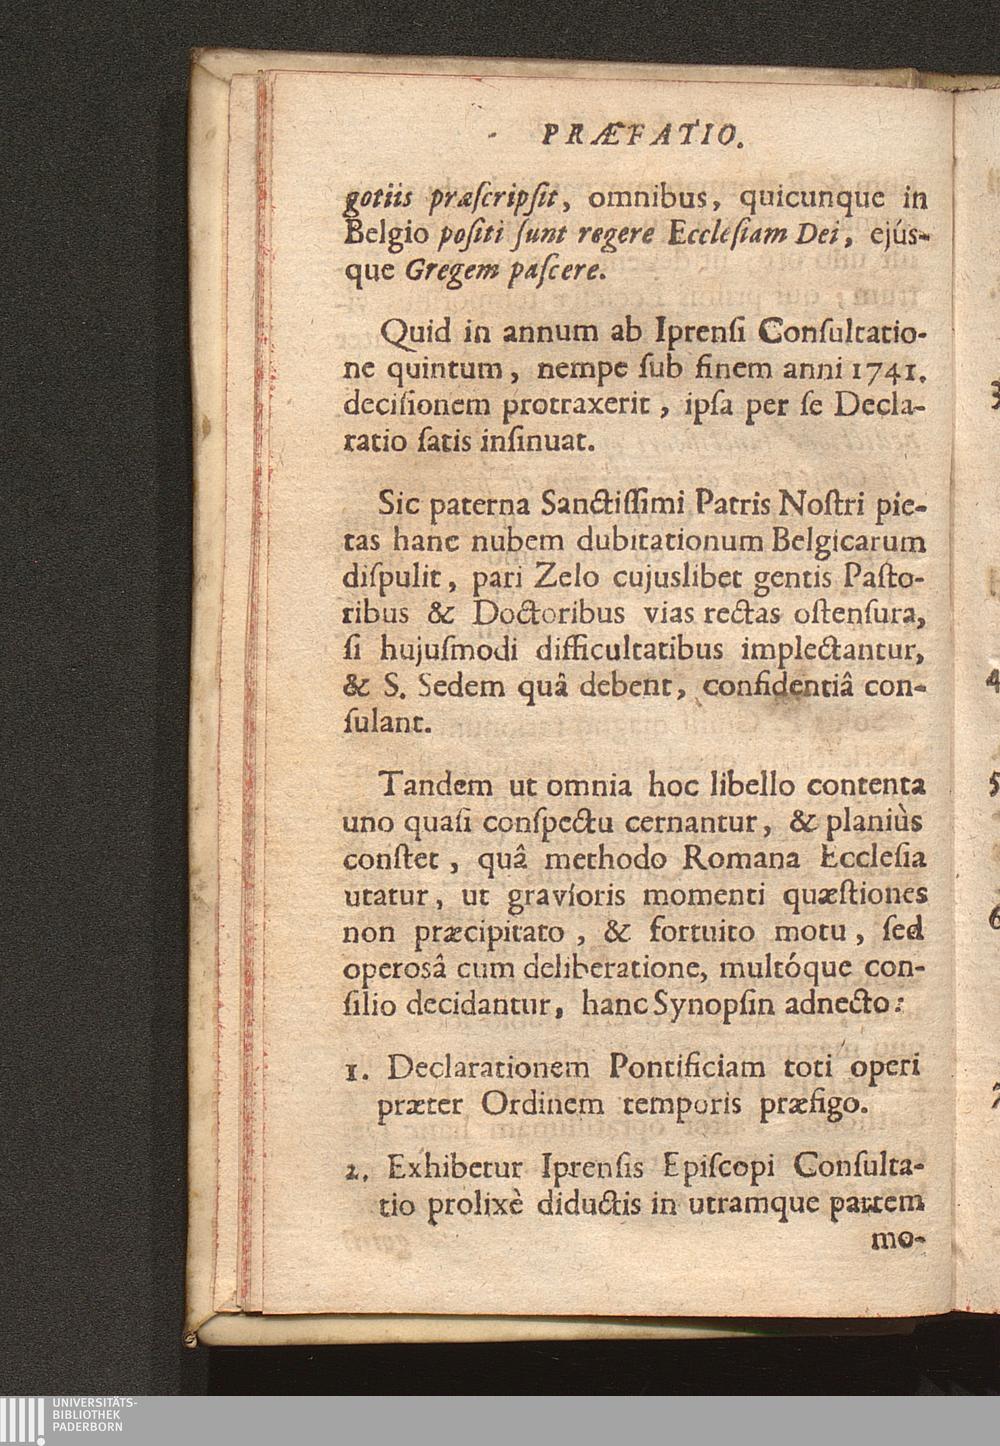 PRÆFATIO.
gotiis præſcripſit, omnibus, quicunque in
Belgio poſiti ſunt regere Eccleſiam Dei, ejús-
que Gregem paſcere.
Quid in annum ab Iprenſi Conſultatio-
ne quintum, nempe ſub finem anni 1741.
deciſionem protraxerit, ipſa per ſe Decla-
ratio ſatis inſinuat.
Sic paterna Sanctiſſimi Patris Noſtri pie-
tas hanc nubem dubitationum Belgicarum
diſpulit, pari Zelo cujuslibet gentis Paſto-
ribus & Doctoribus vias rectas oſtenſura,
ſi hujuſmodi difficultatibus implectantur,
& S. Sedem quâ debent, confidentiâ con-
ſulant.
Tandem ut omnia hoc libello contenta
uno quaſi conſpectu cernantur, & planiùs
conſtet, quâ methodo Romana Eccleſia
utatur, ut gravioris momenti quæſtiones
non præcipitato, & fortuito motu, ſed
operosâ cum deliberatione, multóque con-
ſilio decidantur, hanc Synopſin adnecto:
1. Declarationem Pontificiam toti operi
præter Ordinem temporis præfigo.
2. Exhibetur Iprenſis Epiſcopi Conſulta-
tio prolixè diductis in utramque partem
mo-
3
4
5
6
7
UNIVERSITÄTS-
BIBLIOTHEK
PADERBORN